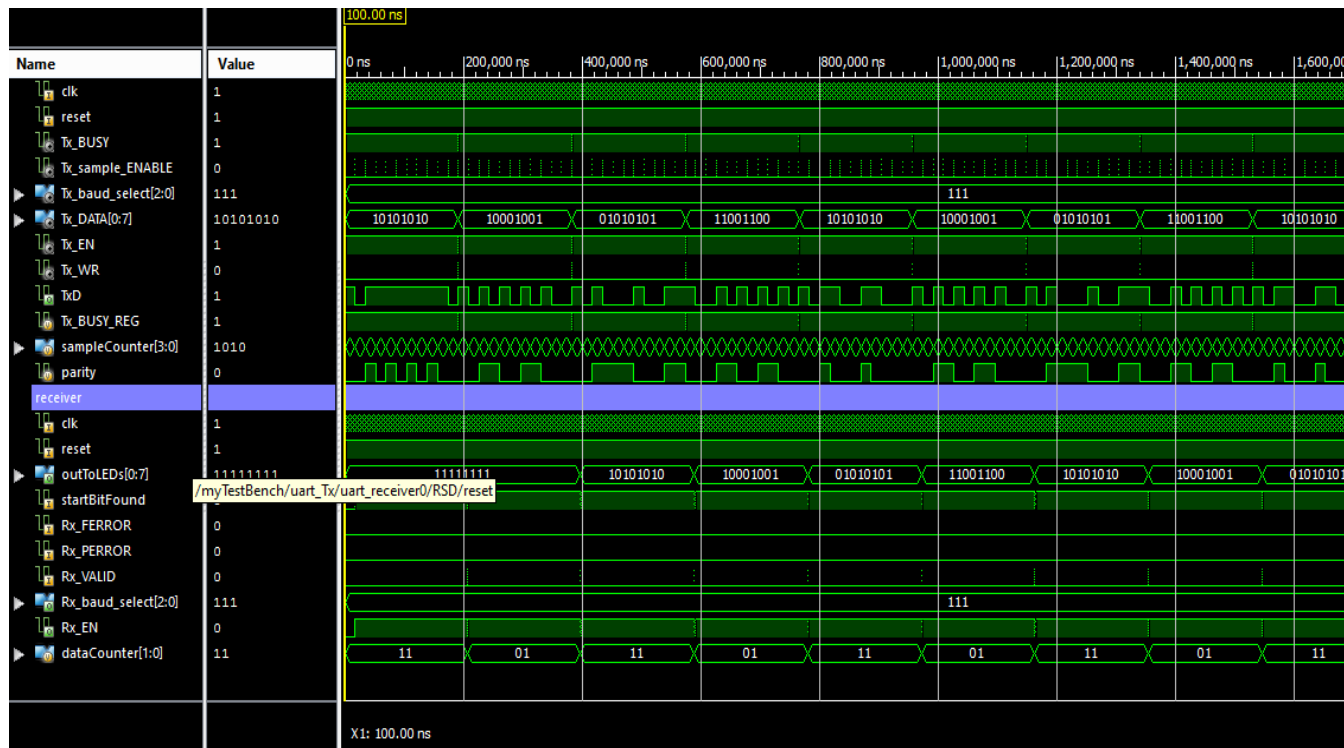 100.00 ns
Name Value 0 ns 200,000 ns 400,000 ns 600,000 ns 800,000 ns 1,000,000 ns 1,200,000 ns 1,400,000 ns 1,600,0
clk 1
reset 1
Tx_BUSY 1
Tx_sample_ENABLE 0
Tx_baud_select[2:0] 111 111
Tx_DATA[0:7] 10101010 10101010 10001001 01010101 11001100 10101010 10001001 01010101 11001100 10101010
Tx_EN 1
Tx_WR 0
TxD 1
Tx_BUSY_REG 1
sampleCounter[3:0] 1010
parity 0
receiver
clk 1
reset 1
outToLEDs[0:7] 11111111 11111111 10101010 10001001 01010101 11001100 10101010 10001001 01010101
/myTestBench/uart_Tx/uart_receiver0/RSD/reset
startBitFound
Rx_FERROR 0
Rx_PERROR 0
Rx_VALID 0
Rx_baud_select[2:0] 111 111
Rx_EN 0
dataCounter[1:0] 11 11 01 11 01 11 01 11 01 11
X1: 100.00 ns